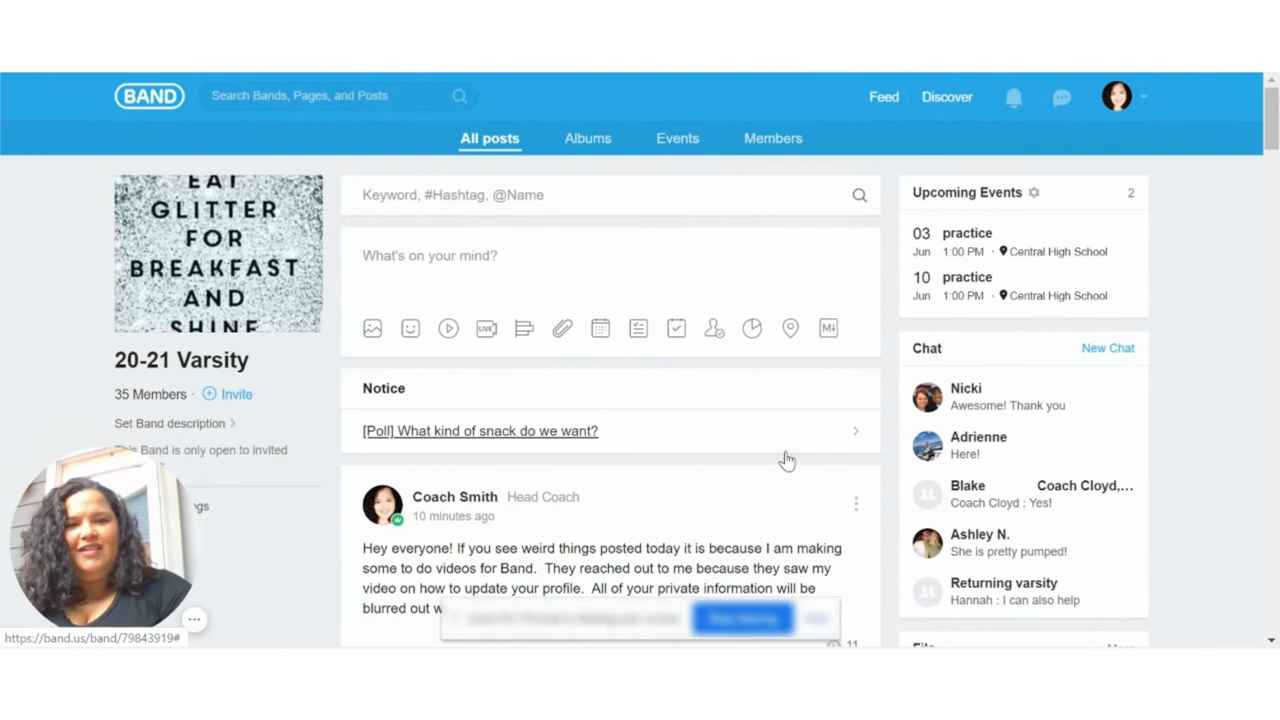 BAND
Search Bands, Pages, and Posts
Feed
Discover
All posts
Albums
Events
Members
EAT
GLITTER
FOR
BREAKFAST
AND
SHINE
20-21 Varsity
35 Members · Invite
Set Band description
This Band is only open to invited
ngs
Keyword, #Hashtag, @Name
What's on your mind?
LIVE
Notice
[Poll] What kind of snack do we want?
Coach Smith Head Coach
10 minutes ago
Hey everyone! If you see weird things posted today it is because I am making
some to do videos for Band. They reached out to me because they saw my
video on how to update your profile. All of your private information will be
blurred out w
11
Upcoming Events 2
03 practice
Jun 1:00 PM · Central High School
10 practice
Jun 1:00 PM · Central High School
Chat New Chat
Nicki
Awesome! Thank you
Adrienne
Here!
Blake Coach Cloyd,...
Coach Cloyd : Yes!
Ashley N.
She is pretty pumped!
Returning varsity
Hannah : I can also help
https://band.us/band/79843919#